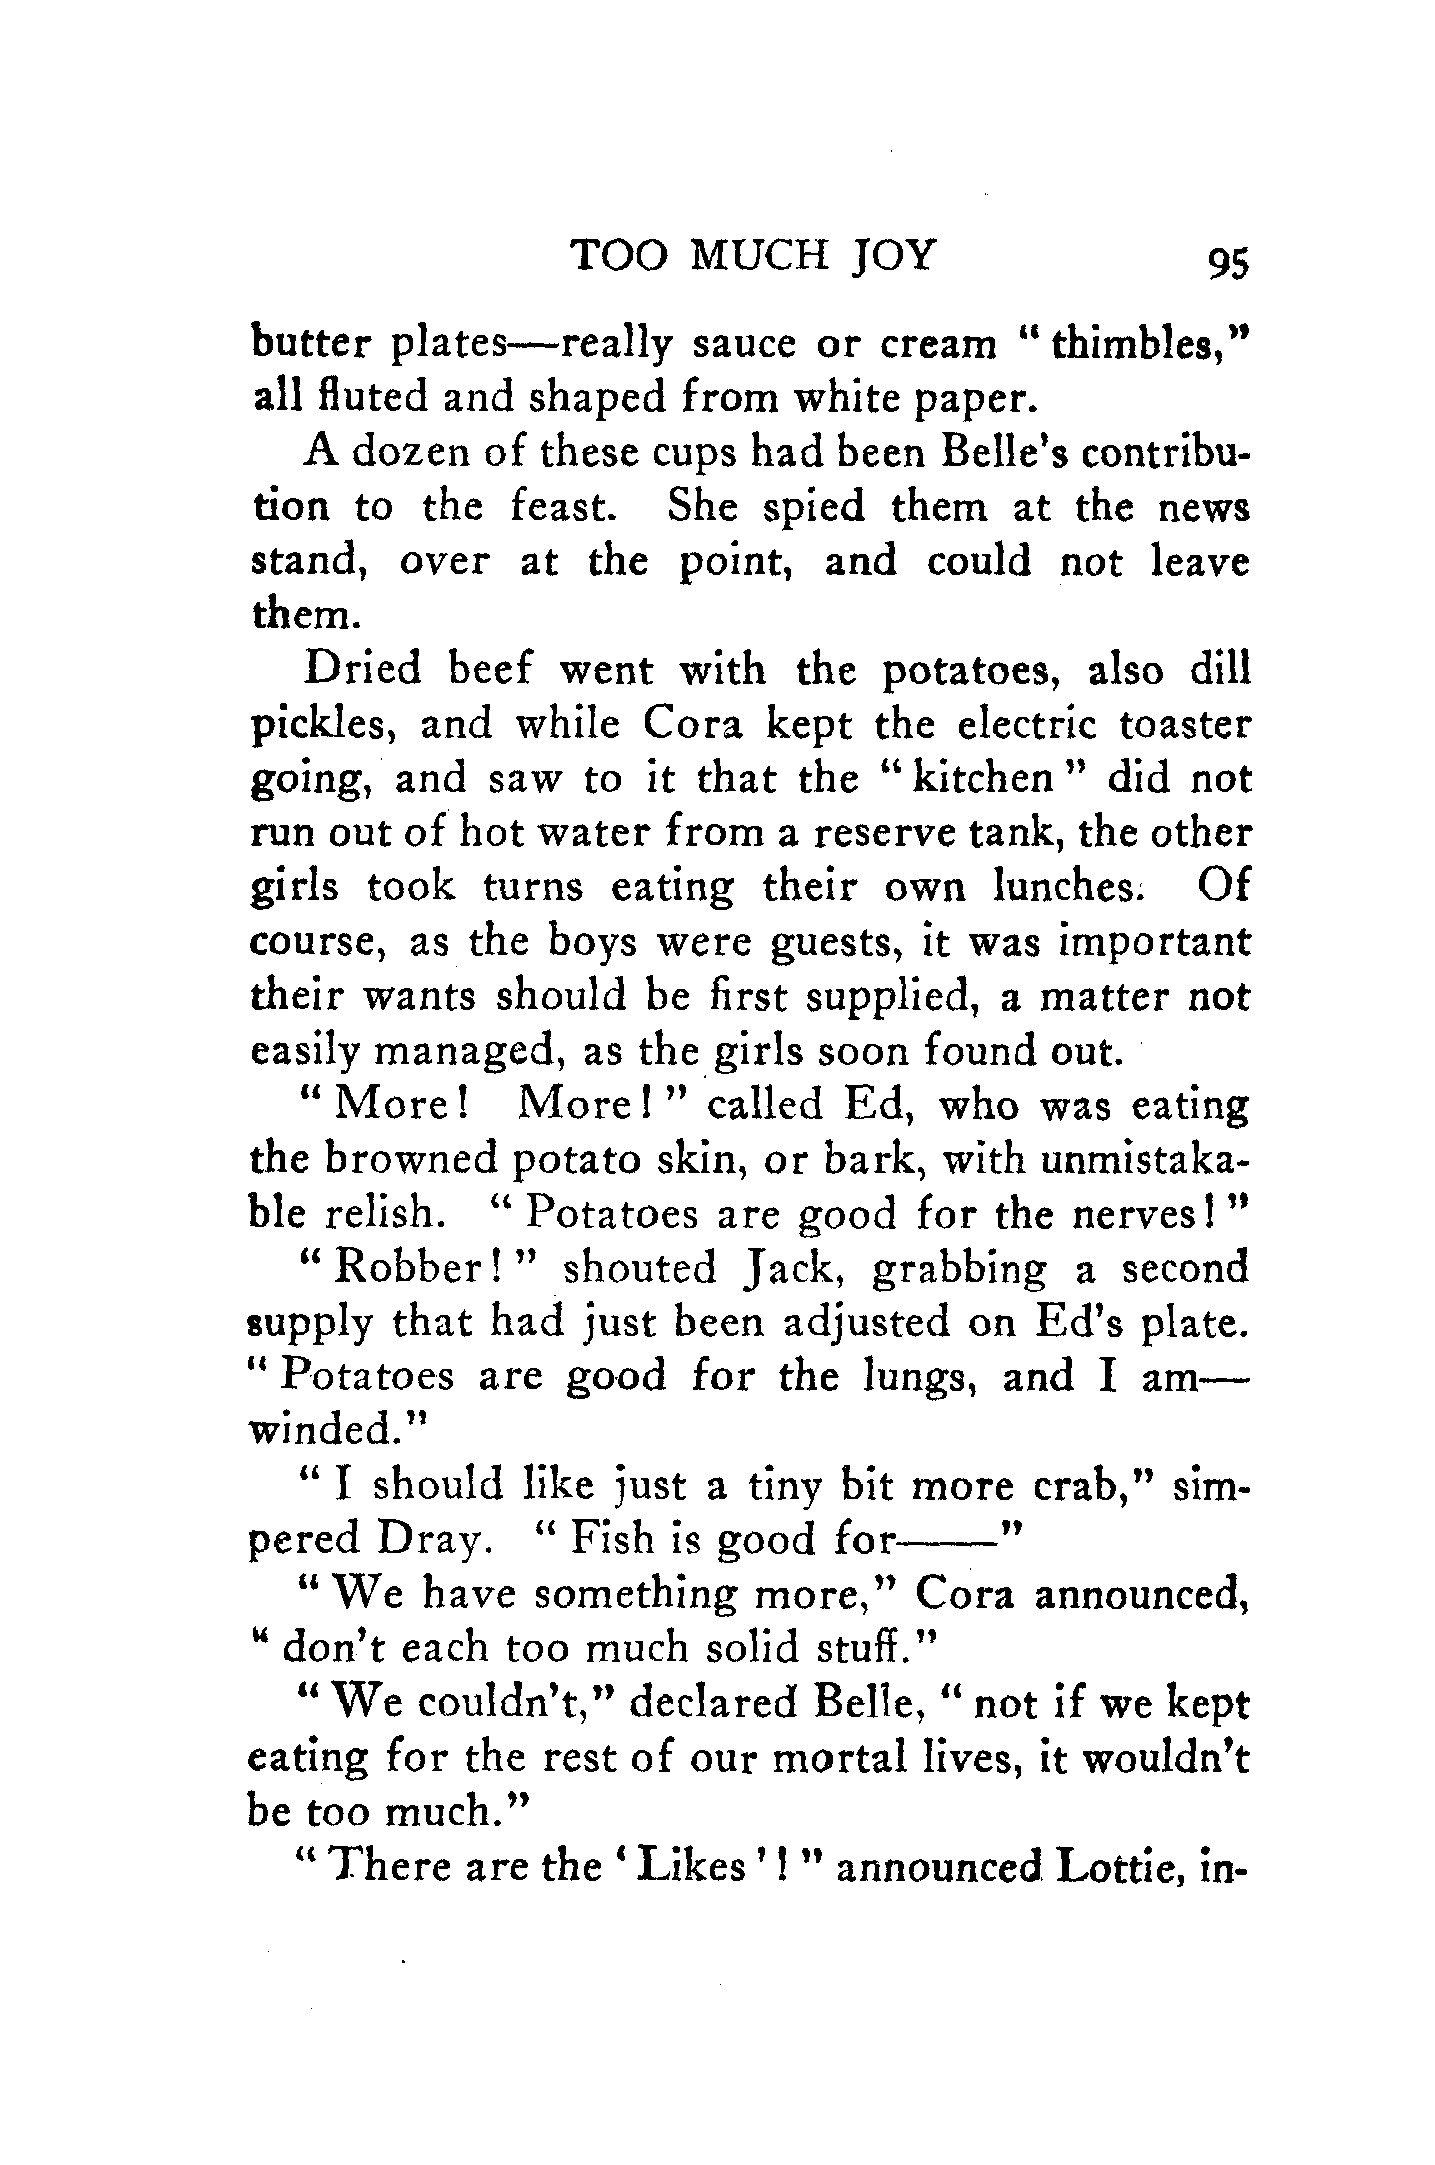 TOO MUCH JOY 95
butter plates—really sauce or cream “ thimbles,”
all fluted and shaped from white paper.
A dozen of these cups had been Belle’s contribu-
tion to the feast. She spied them at the news
stand, over at the point, and could not leave
them.
Dried beef went with the potatoes, also dill
pickles, and while Cora kept the electric toaster
going, and saw to it that the “ kitchen ” did not
run out of hot water from a reserve tank, the other
girls took turns eating their own lunches. Of
course, as the boys were guests, it was important
their wants should be first supplied, a matter not
easily managed, as the girls soon found out.
“ More! More! ” called Ed, who was eating
the browned potato skin, or bark, with unmistaka-
ble relish. “ Potatoes are good for the nerves! ”
“ Robber! ” shouted Jack, grabbing a second
supply that had just been adjusted on Ed’s plate.
“ Potatoes are good for the lungs, and I am—
winded.”
“ I should like just a tiny bit more crab,” sim-
pered Dray. “ Fish is good for——”
“ We have something more,” Cora announced,
“ don’t each too much solid stuff.”
“ We couldn’t,” declared Belle, “ not if we kept
eating for the rest of our mortal lives, it wouldn’t
be too much.”
“ There are the ‘ Likes ’! ” announced Lottie, in-